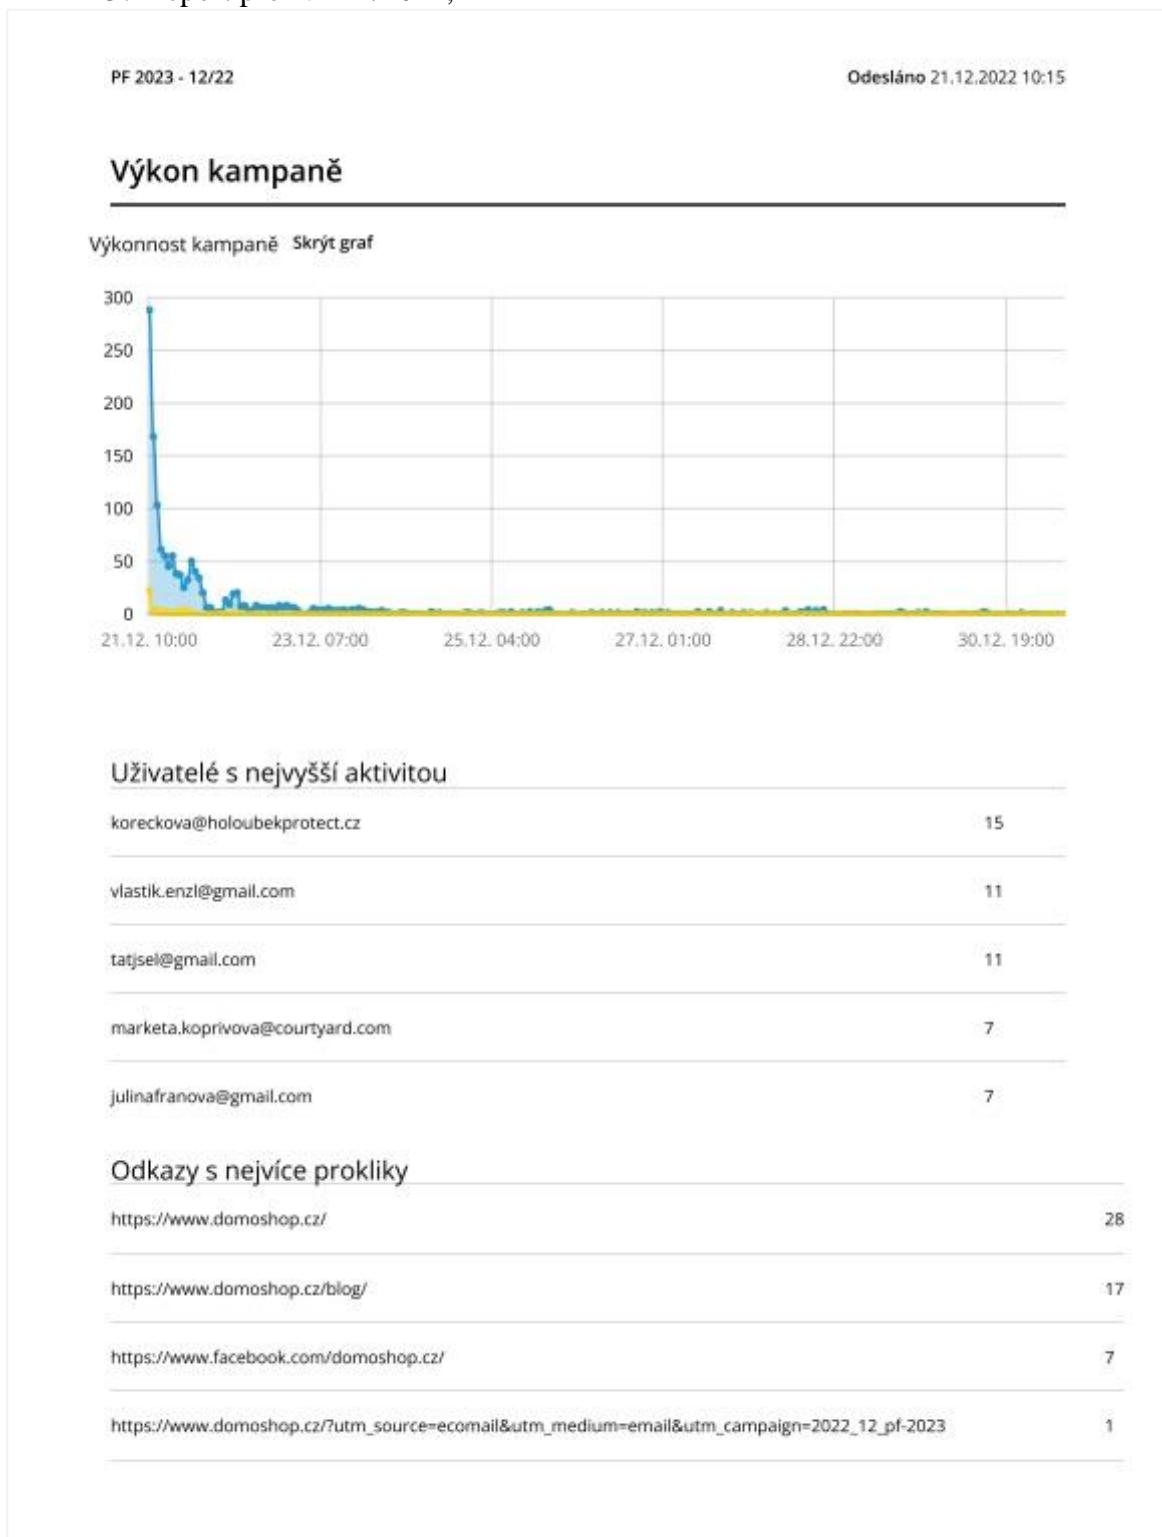 PF 2023 - 12/22 Odesláno 21.12.2022 10:15
Výkon kampaně
Výkonnost kampaně Skrýt graf
300
250
200
150
100
50
0
21.12. 10:00 23.12. 07:00 25.12. 04:00 27.12. 01:00 28.12. 22:00 30.12. 19:00
Uživatelé s nejvyšší aktivitou
koreckova@holoubekprotect.cz 15
vlastik.enzl@gmail.com 11
tatjsel@gmail.com 11
marketa.koprivova@courtyard.com 7
julinafranova@gmail.com 7
Odkazy s nejvíce prokliky
https://www.domoshop.cz/ 28
https://www.domoshop.cz/blog/ 17
https://www.facebook.com/domoshop.cz/ 7
https://www.domoshop.cz/?utm_source=ecomail&utm_medium=email&utm_campaign=2022_12_pf-2023 1